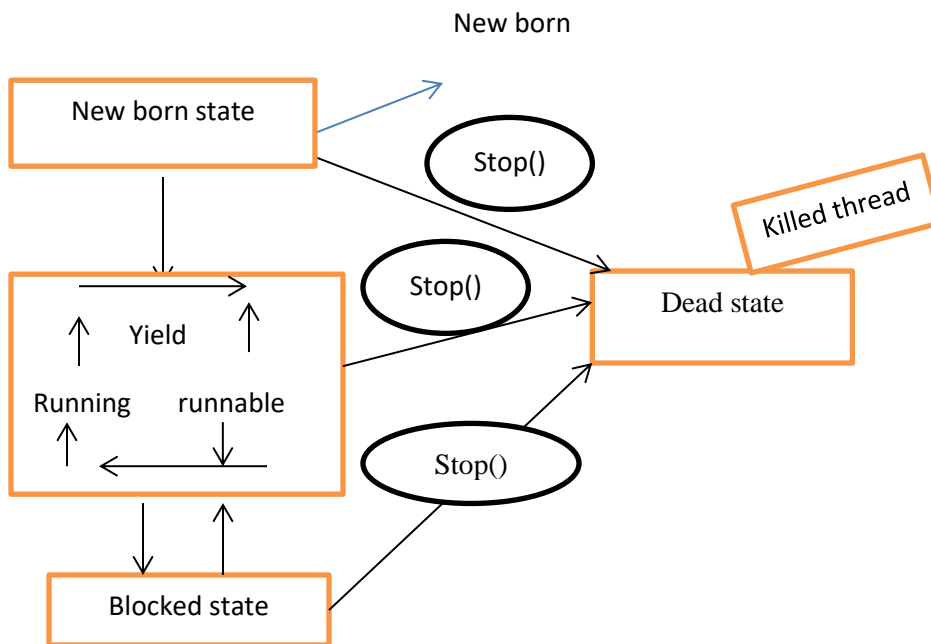 New born
New born state
Stop()
Killed thread
Stop()
Dead state
Yield
Running runnable
Stop()
Blocked state